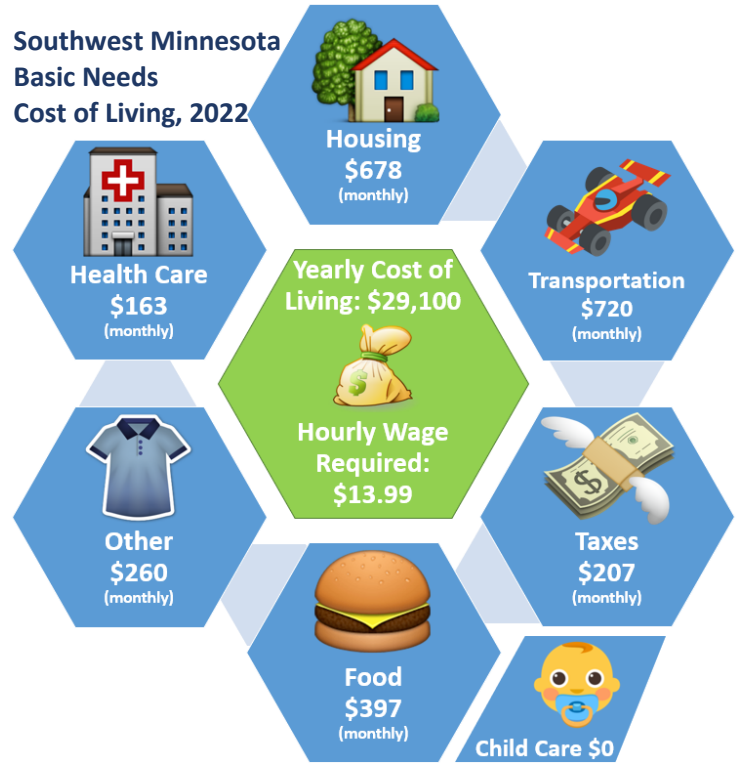 Southwest Minnesota
Basic Needs
Cost of Living, 2022
Housing
$678
(monthly)
Health Care
$163
(monthly)
Transportation
$720
(monthly)
Yearly Cost of
Living: $29,100
$
Hourly Wage
Required:
$13.99
Other
$260
(monthly)
$
Taxes
$207
(monthly)
Food
$397
(monthly)
Child Care $0